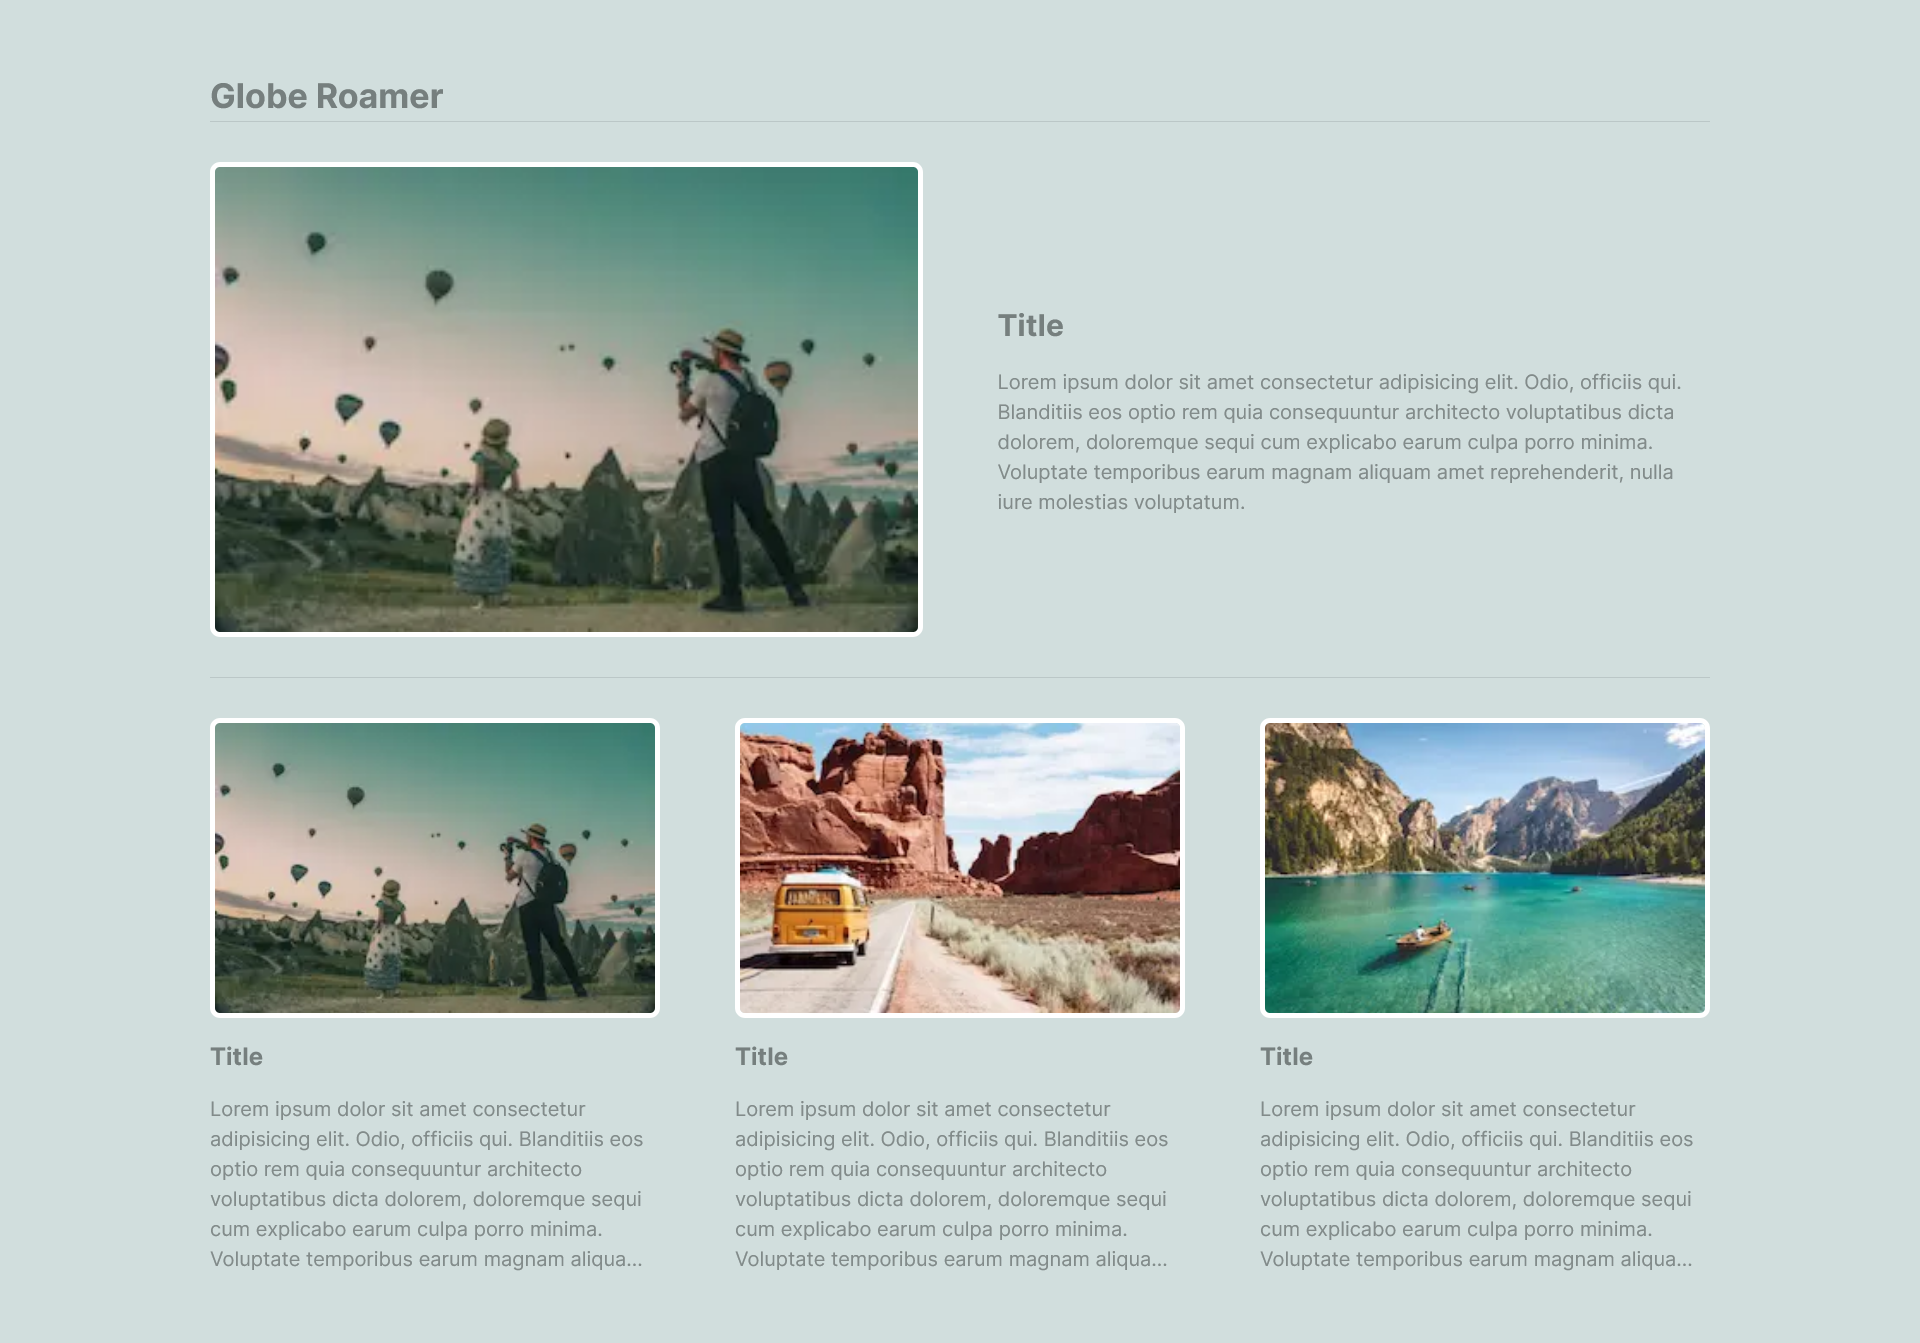 Globe Roamer
Title
Lorem ipsum dolor sit amet consectetur adipisicing elit. Odio, officiis qui.
Blanditiis eos optio rem quia consequuntur architecto voluptatibus dicta
dolorem, doloremque sequi cum explicabo earum culpa porro minima.
Voluptate temporibus earum magnam aliquam amet reprehenderit, nulla
iure molestias voluptatum.
Title
Lorem ipsum dolor sit amet consectetur
adipisicing elit. Odio, officiis qui. Blanditiis eos
optio rem quia consequuntur architecto
voluptatibus dicta dolorem, doloremque sequi
cum explicabo earum culpa porro minima.
Voluptate temporibus earum magnam aliqua...
Title
Lorem ipsum dolor sit amet consectetur
adipisicing elit. Odio, officiis qui. Blanditiis eos
optio rem quia consequuntur architecto
voluptatibus dicta dolorem, doloremque sequi
cum explicabo earum culpa porro minima.
Voluptate temporibus earum magnam aliqua...
Title
Lorem ipsum dolor sit amet consectetur
adipisicing elit. Odio, officiis qui. Blanditiis eos
optio rem quia consequuntur architecto
voluptatibus dicta dolorem, doloremque sequi
cum explicabo earum culpa porro minima.
Voluptate temporibus earum magnam aliqua...